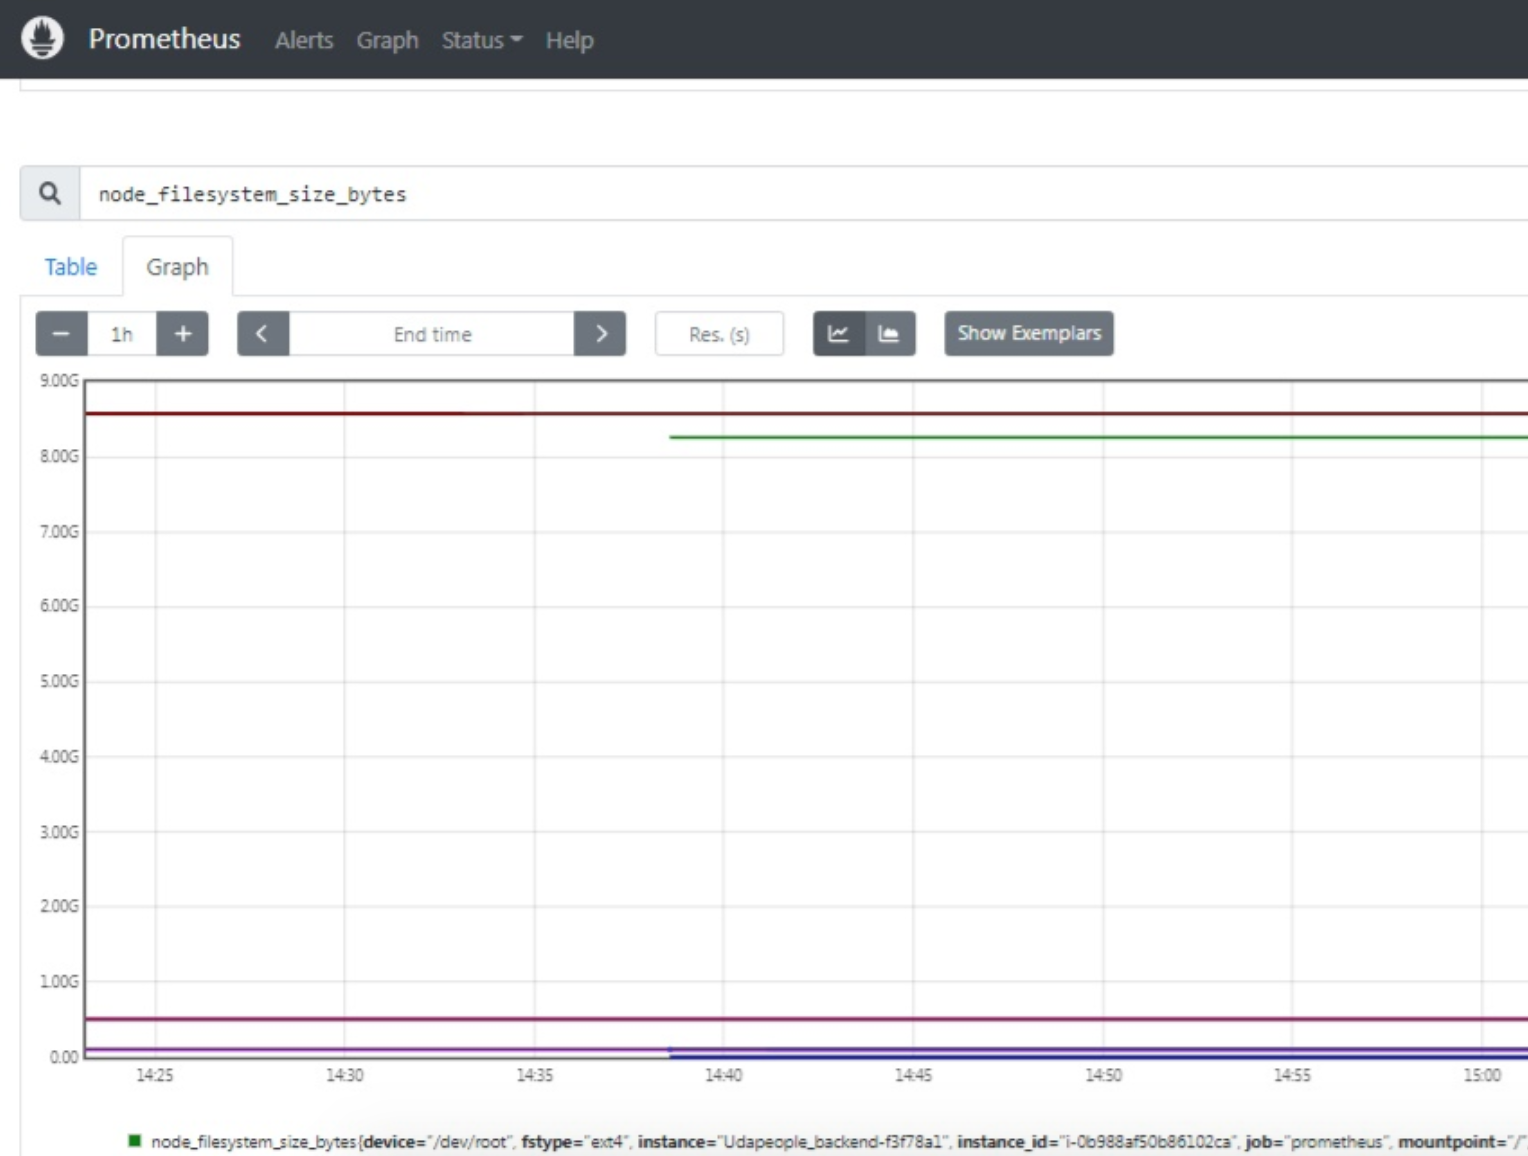 Prometheus Alerts Graph Status Help
node_filesystem_size_bytes
Table Graph
− 1h + End time Res. (s) Show Exemplars
9.00G
8.00G
7.00G
6.00G
5.00G
4.00G
3.00G
2.00G
1.00G
0.00
14:25 14:30 14:35 14:40 14:45 14:50 14:55 15:00
node_filesystem_size_bytes{device="/dev/root", fstype="ext4", instance="Udapeople_backend-f3f78a1", instance_id="i-0b988af50b86102ca", job="prometheus", mountpoint="/"